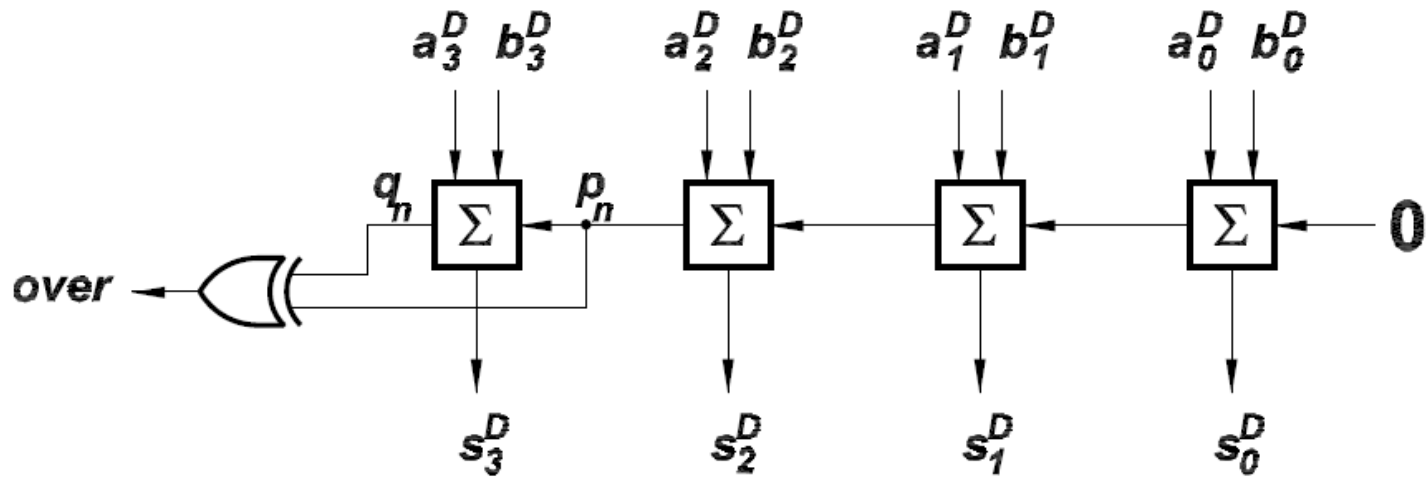 a₃ᴰ b₃ᴰ a₂ᴰ b₂ᴰ a₁ᴰ b₁ᴰ a₀ᴰ b₀ᴰ
qₙ Σ pₙ Σ Σ Σ 0
over
s₃ᴰ s₂ᴰ s₁ᴰ s₀ᴰ